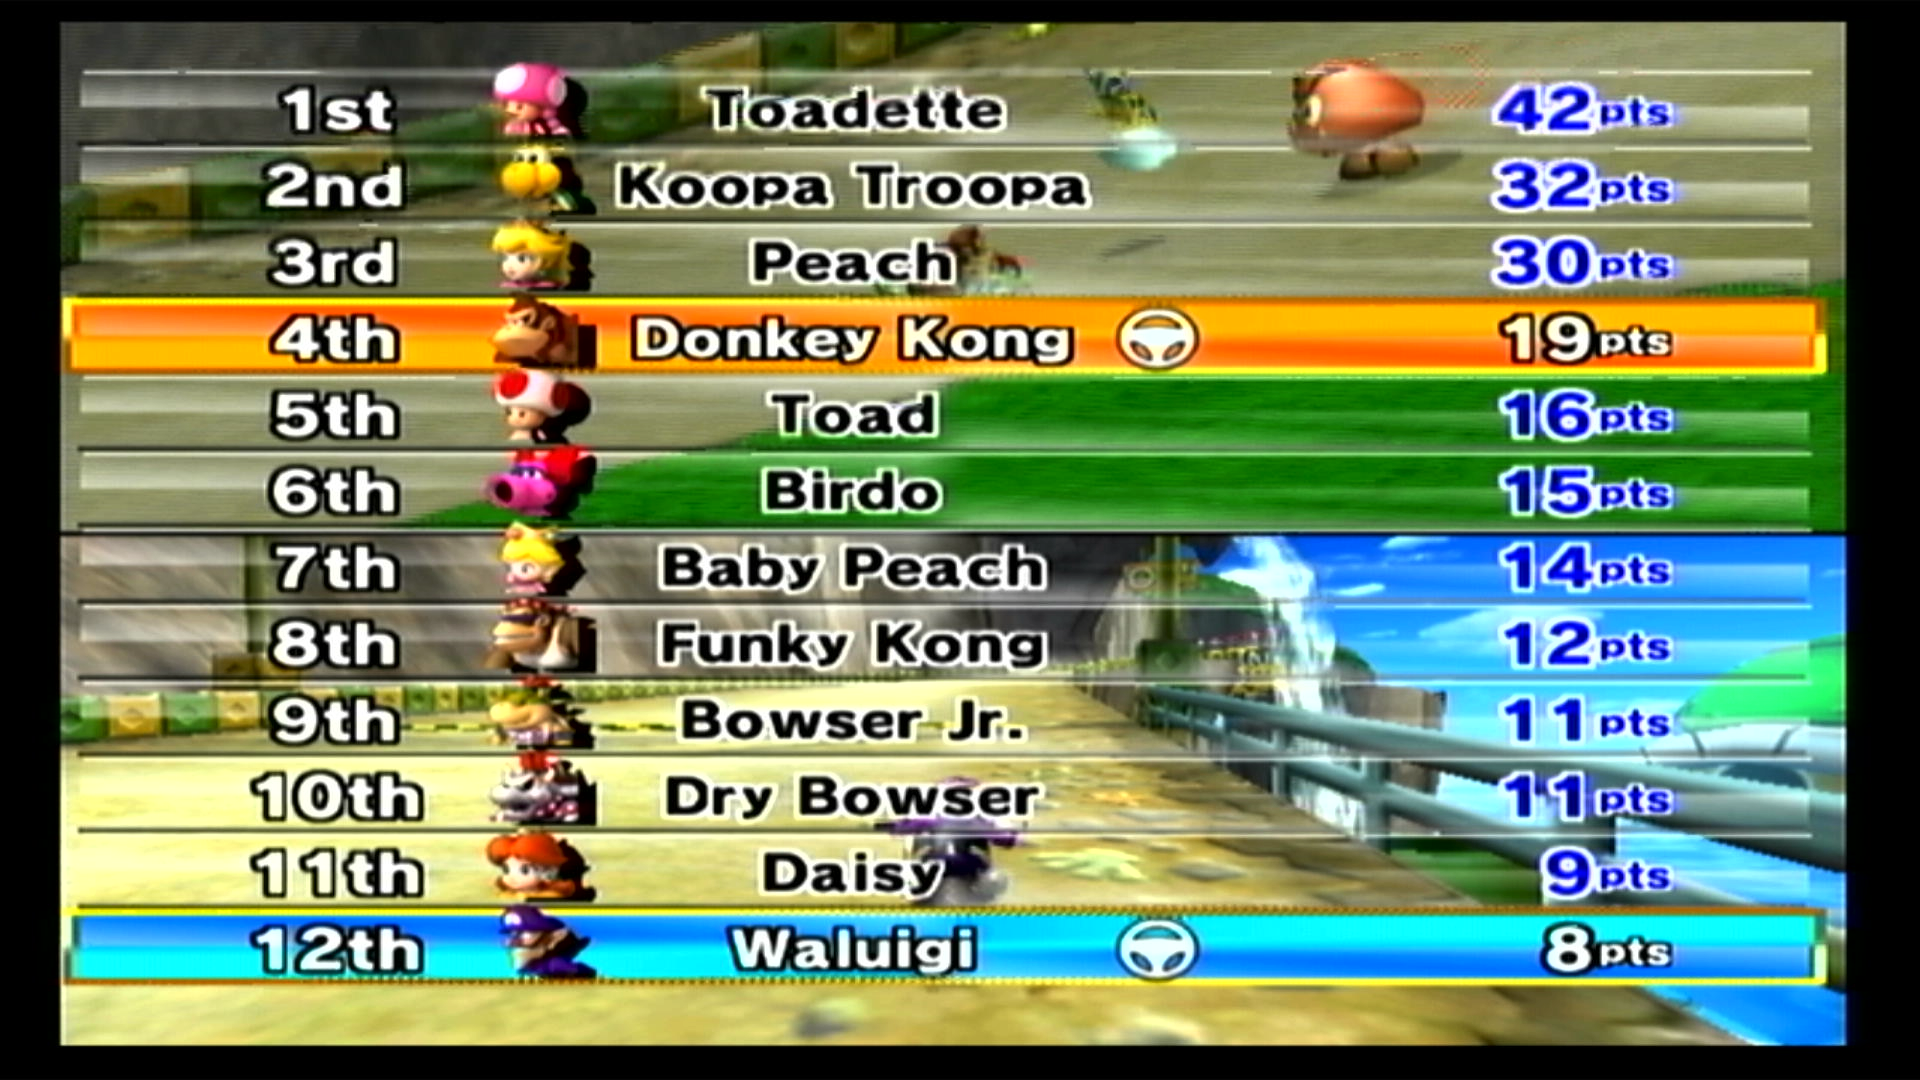 1st Toadette 42pts
2nd Koopa Troopa 32pts
3rd Peach 30pts
4th Donkey Kong 19pts
5th Toad 16pts
6th Birdo 15pts
7th Baby Peach 14pts
8th Funky Kong 12pts
9th Bowser Jr. 11pts
10th Dry Bowser 11pts
11th Daisy 9pts
12th Waluigi 8pts